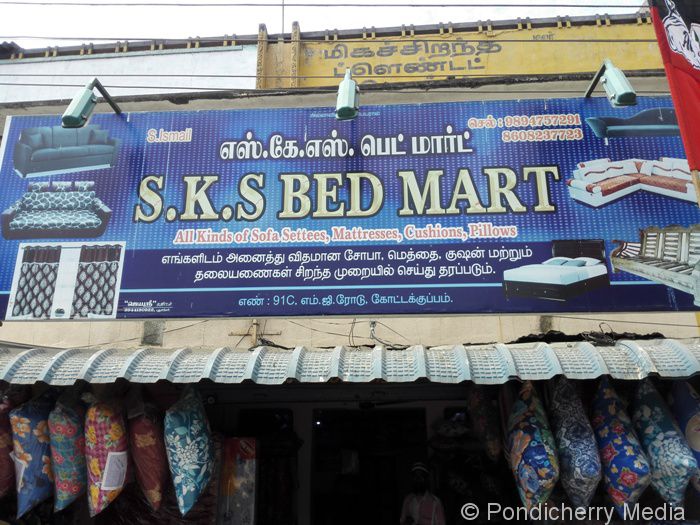 மிகச்சிறந்த
S.Ismail
செல் : 9894757291
8608237723
எஸ்.கே.எஸ். பெட் மார்ட்
S.K.S BED MART
All Kinds of Sofa Settees, Mattresses, Cushions, Pillows
எங்களிடம் அனைத்து விதமான சோபா, மெத்தை, குஷன் மற்றும்
தலையணைகள் சிறந்த முறையில் செய்து தரப்படும்.
எண் : 91C, எம்.ஜி.ரோடு, கோட்டக்குப்பம்.
© Pondicherry Media